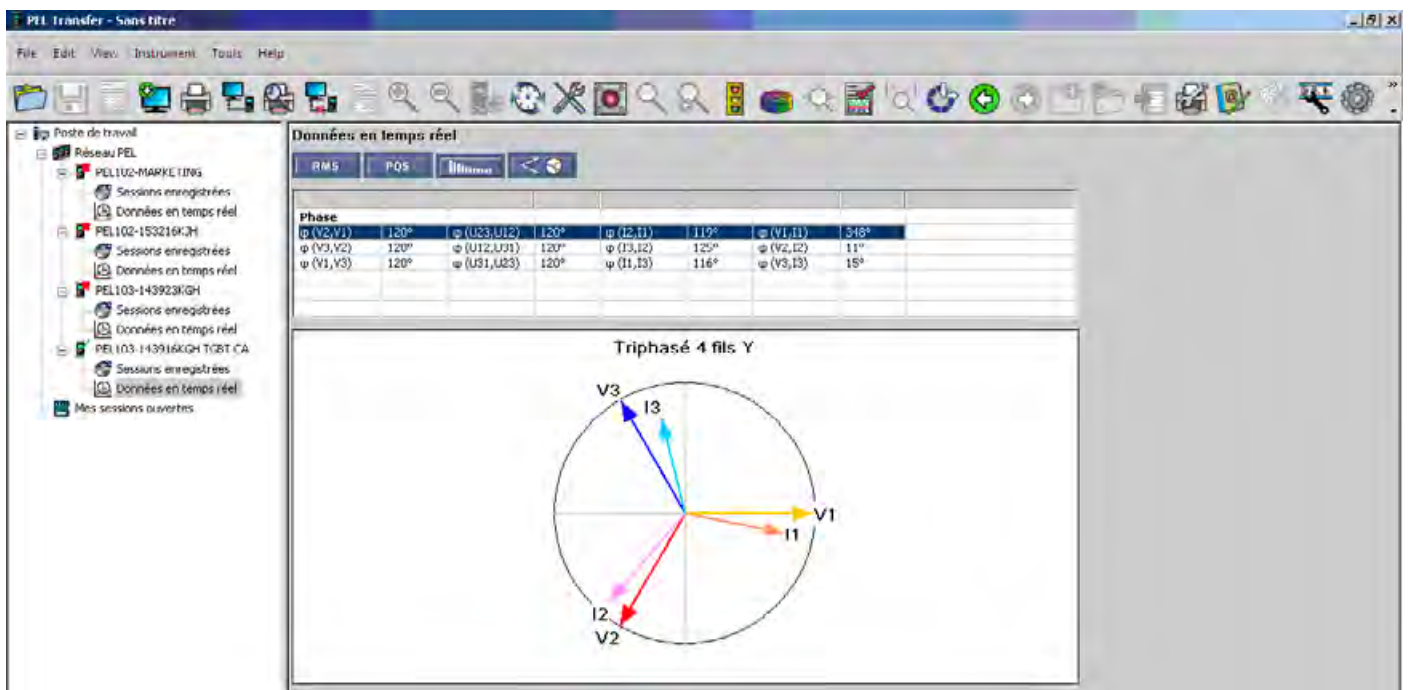 PEL Transfer - Sans titre
File Edit View Instrument Tools Help
Poste de travail
Réseau PEL
PEL102-MARKETING
Sessions enregistrées
Données en temps réel
PEL102-153216KJH
Sessions enregistrées
Données en temps réel
PEL103-143923KGH
Sessions enregistrées
Données en temps réel
PEL103-143916KGH TGBT CA
Sessions enregistrées
Données en temps réel
Mes sessions ouvertes
Données en temps réel
RMS PQS
Phase
φ (V2,V1) 120° φ (U23,U12) 120° φ (I2,I1) 119° φ (V1,I1) 348°
φ (V3,V2) 120° φ (U12,U31) 120° φ (I3,I2) 125° φ (V2,I2) 11°
φ (V1,V3) 120° φ (U31,U23) 120° φ (I1,I3) 116° φ (V3,I3) 15°
Triphasé 4 fils Y
V3
I3
V1
I1
I2
V2